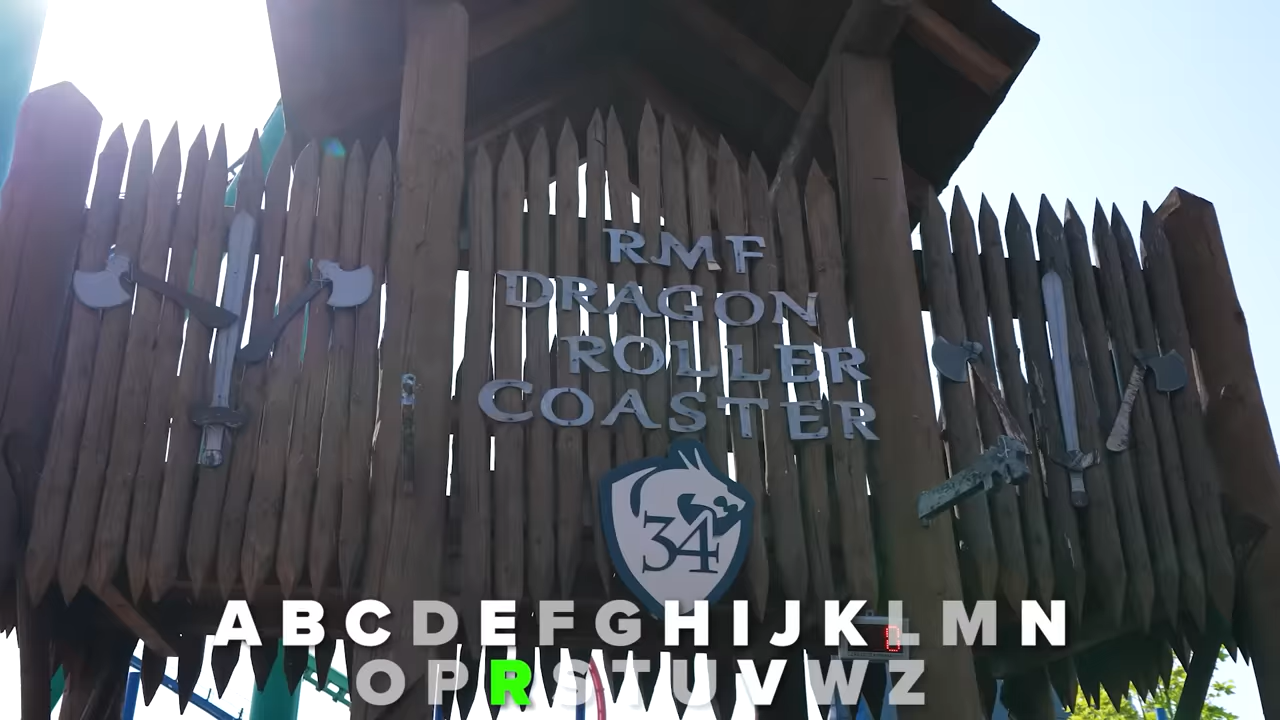 RMF
DRAGON
ROLLER
COASTER
34
ABCDEFGHIJKLMN
OPRSTUVWZ